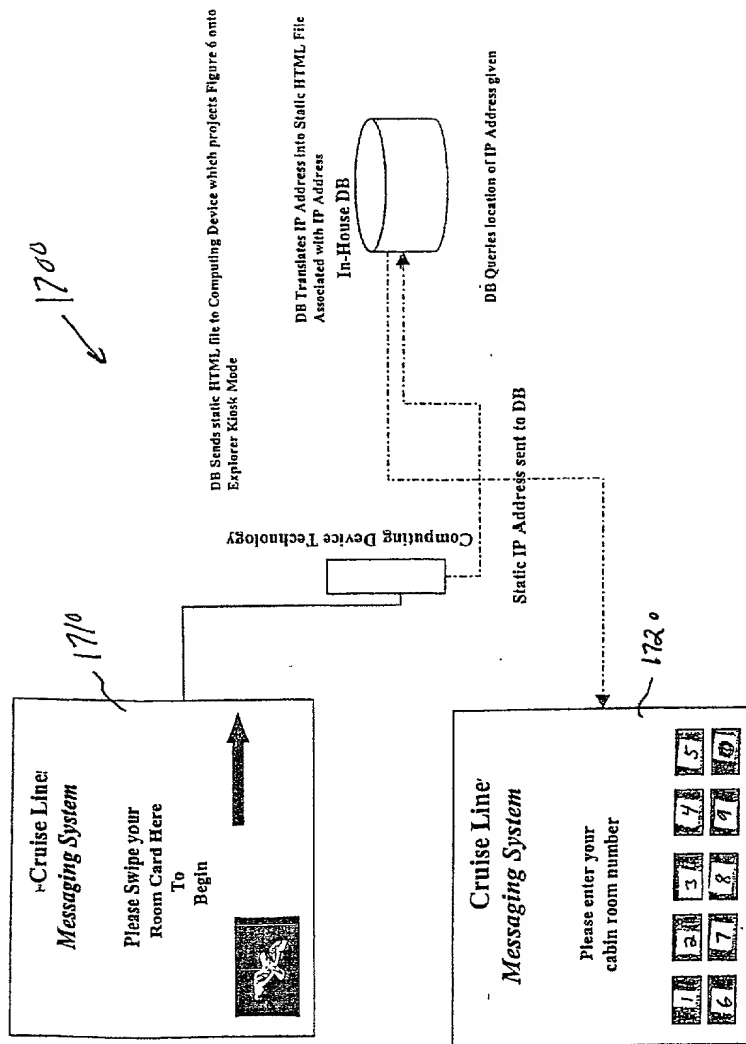 1700
DB Sends static HTML file to Computing Device which projects Figure 6 onto
Explorer Kiosk Mode
DB Translates IP Address into Static HTML File
Associated with IP Address
In-House DB
DB Queries location of IP Address given
Computing Device Technology
Static IP Address sent to DB
1710
Cruise Line
Messaging System
Please Swipe your
Room Card Here
To
Begin
1720
Cruise Line
Messaging System
Please enter your
cabin room number
1 2 3 4 5
6 7 8 9 0